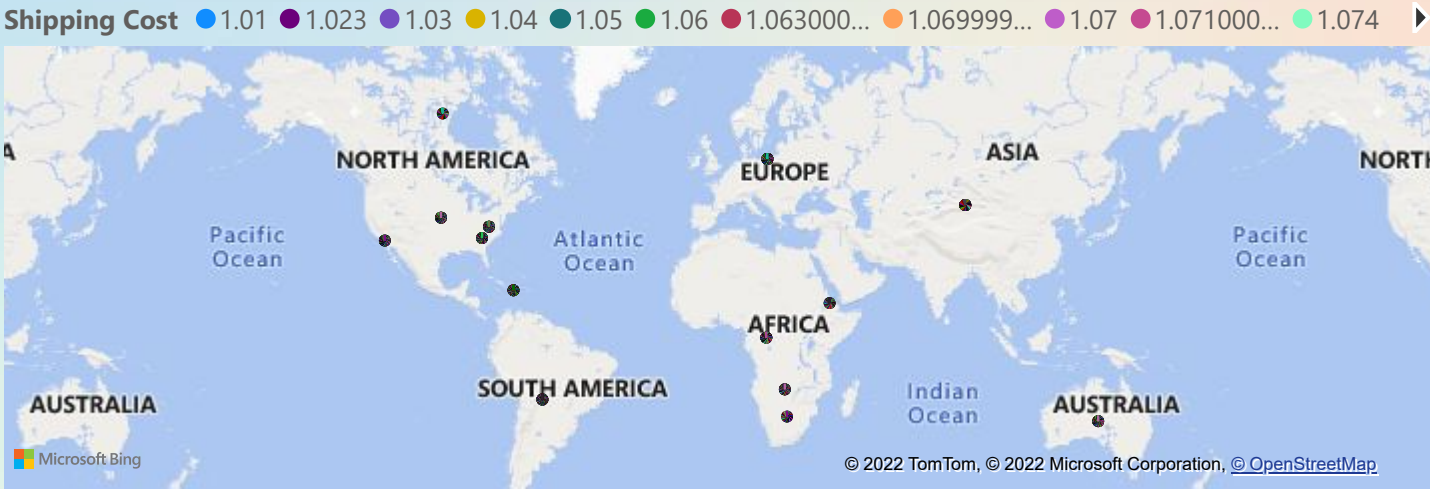 Shipping Cost 1.01 1.023 1.03 1.04 1.05 1.06 1.063000... 1.069999... 1.07 1.071000... 1.074
NORTH AMERICA
EUROPE
ASIA
A
NORTH
Pacific
Ocean
Atlantic
Ocean
Pacific
Ocean
AFRICA
SOUTH AMERICA
AUSTRALIA
Indian
Ocean
AUSTRALIA
Microsoft Bing
© 2022 TomTom, © 2022 Microsoft Corporation, © OpenStreetMap